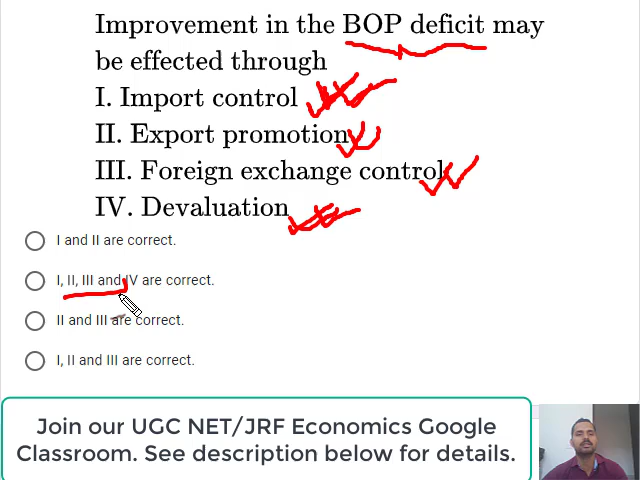 Improvement in the BOP deficit may
be effected through
I. Import control
II. Export promotion
III. Foreign exchange control
IV. Devaluation
I and II are correct.
I, II, III and IV are correct.
II and III are correct.
I, II and III are correct.
Join our UGC NET/JRF Economics Google
Classroom. See description below for details.